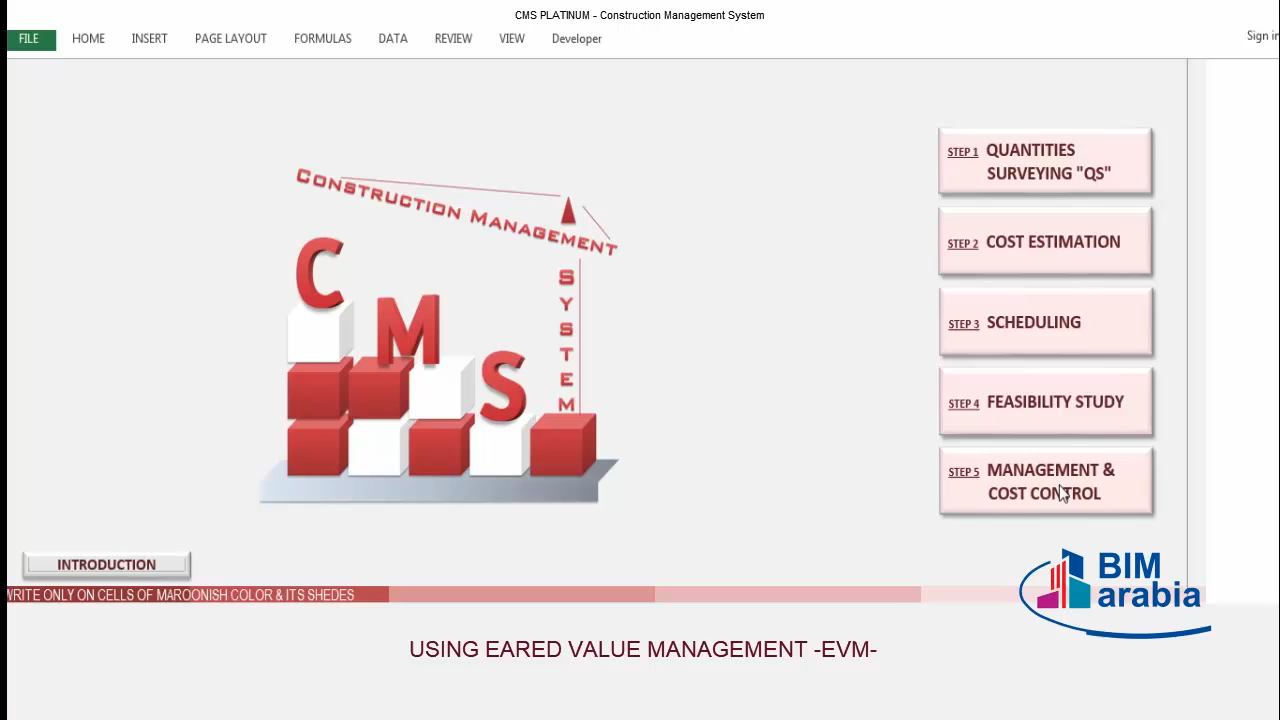 CMS PLATINUM - Construction Management System
FILE HOME INSERT PAGE LAYOUT FORMULAS DATA REVIEW VIEW Developer
Sign in
CONSTRUCTION MANAGEMENT
SYSTEM
C
M
S
STEP 1 QUANTITIES
SURVEYING "QS"
STEP 2 COST ESTIMATION
STEP 3 SCHEDULING
STEP 4 FEASIBILITY STUDY
STEP 5 MANAGEMENT &
COST CONTROL
INTRODUCTION
WRITE ONLY ON CELLS OF MAROONISH COLOR & ITS SHEDES
BIM
arabia
USING EARED VALUE MANAGEMENT -EVM-